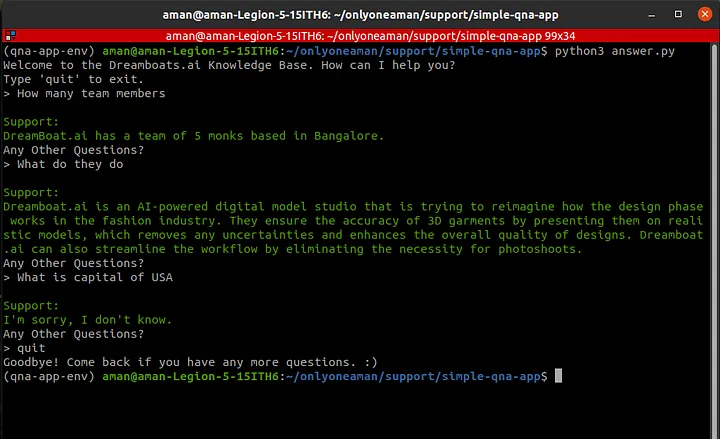 aman@aman-Legion-5-15ITH6: ~/onlyoneaman/support/simple-qna-app
aman@aman-Legion-5-15ITH6: ~/onlyoneaman/support/simple-qna-app 99x34
(qna-app-env) aman@aman-Legion-5-15ITH6:~/onlyoneaman/support/simple-qna-app$ python3 answer.py
Welcome to the Dreamboats.ai Knowledge Base. How can I help you?
Type 'quit' to exit.
> How many team members
Support:
DreamBoat.ai has a team of 5 monks based in Bangalore.
Any Other Questions?
> What do they do
Support:
Dreamboat.ai is an AI-powered digital model studio that is trying to reimagine how the design phase
works in the fashion industry. They ensure the accuracy of 3D garments by presenting them on reali
stic models, which removes any uncertainties and enhances the overall quality of designs. Dreamboat
.ai can also streamline the workflow by eliminating the necessity for photoshoots.
Any Other Questions?
> What is capital of USA
Support:
I'm sorry, I don't know.
Any Other Questions?
> quit
Goodbye! Come back if you have any more questions. :)
(qna-app-env) aman@aman-Legion-5-15ITH6:~/onlyoneaman/support/simple-qna-app$